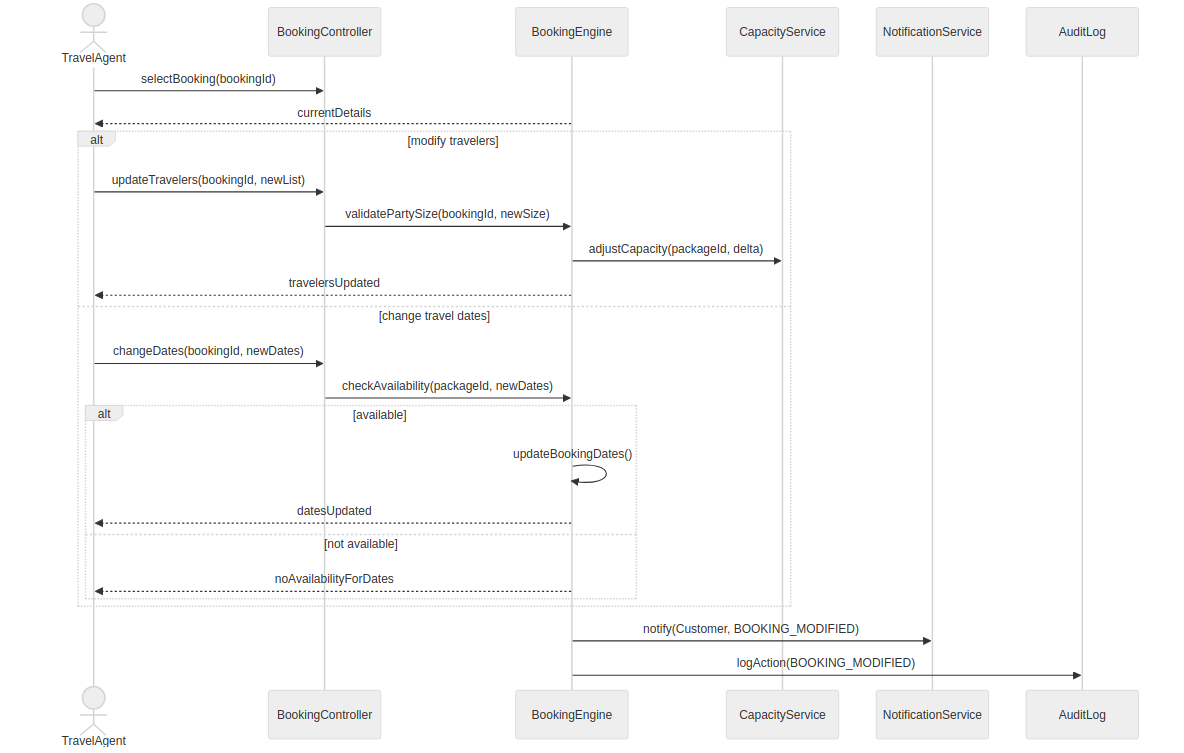 TravelAgent
BookingController
BookingEngine
CapacityService
NotificationService
AuditLog
selectBooking(bookingId)
currentDetails
alt
[modify travelers]
updateTravelers(bookingId, newList)
validatePartySize(bookingId, newSize)
adjustCapacity(packageId, delta)
travelersUpdated
[change travel dates]
changeDates(bookingId, newDates)
checkAvailability(packageId, newDates)
alt
[available]
updateBookingDates()
datesUpdated
[not available]
noAvailabilityForDates
notify(Customer, BOOKING_MODIFIED)
logAction(BOOKING_MODIFIED)
TravelAgent
BookingController
BookingEngine
CapacityService
NotificationService
AuditLog